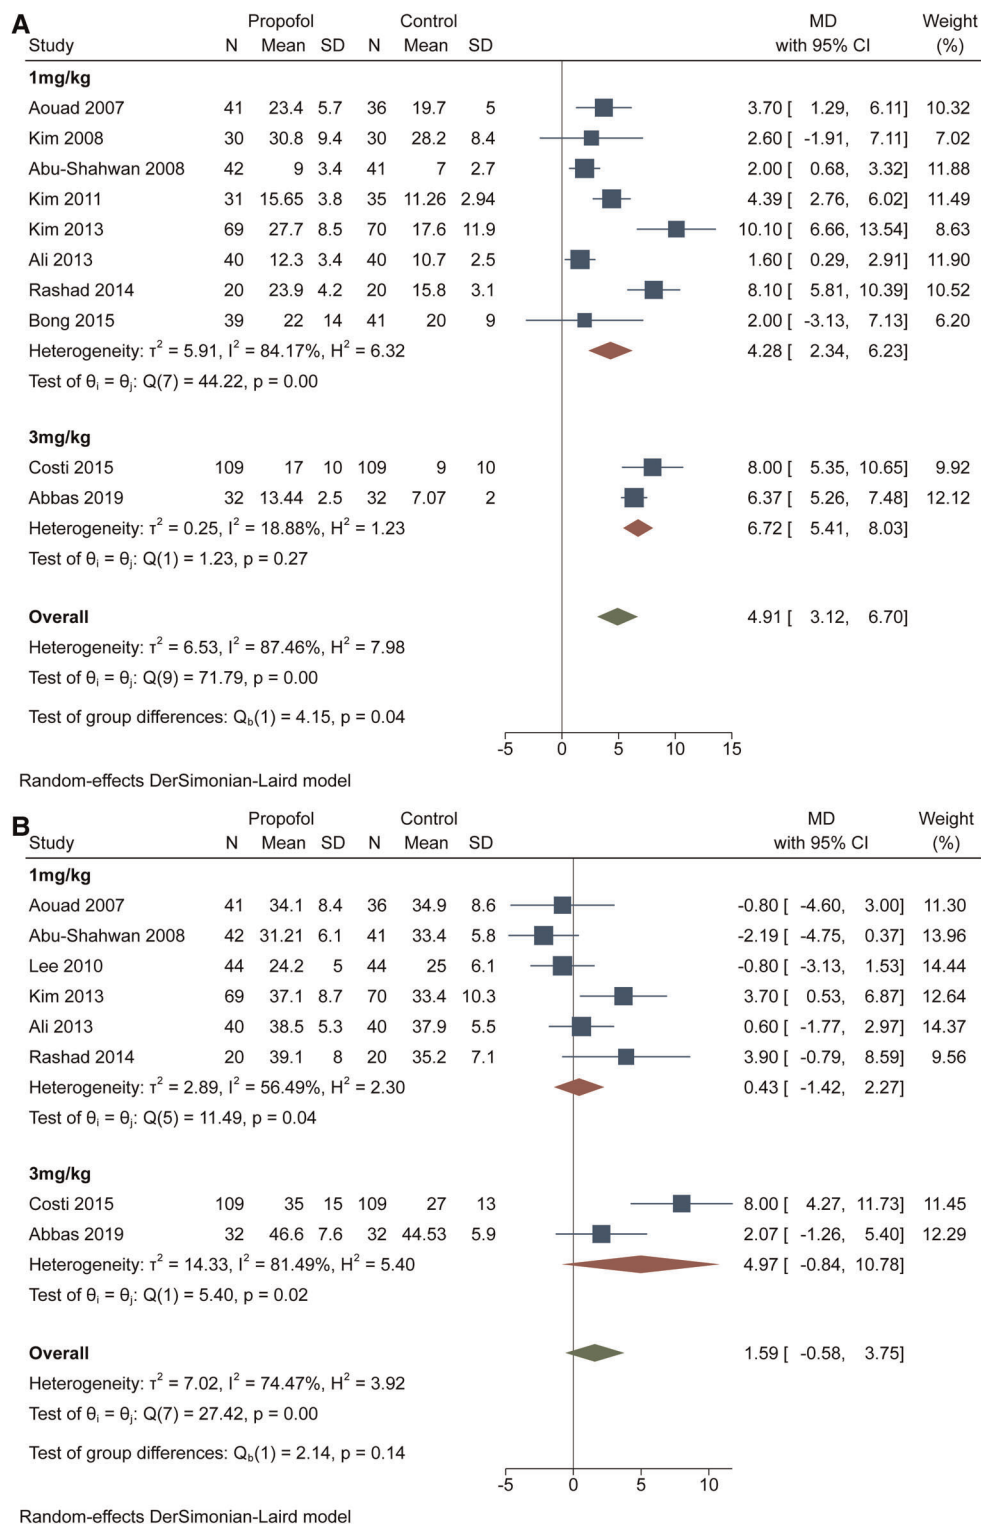 A
Propofol Control MD Weight
Study N Mean SD N Mean SD with 95% CI (%)
1mg/kg
Aouad 2007 41 23.4 5.7 36 19.7 5 3.70 [ 1.29, 6.11] 10.32
Kim 2008 30 30.8 9.4 30 28.2 8.4 2.60 [ -1.91, 7.11] 7.02
Abu-Shahwan 2008 42 9 3.4 41 7 2.7 2.00 [ 0.68, 3.32] 11.88
Kim 2011 31 15.65 3.8 35 11.26 2.94 4.39 [ 2.76, 6.02] 11.49
Kim 2013 69 27.7 8.5 70 17.6 11.9 10.10 [ 6.66, 13.54] 8.63
Ali 2013 40 12.3 3.4 40 10.7 2.5 1.60 [ 0.29, 2.91] 11.90
Rashad 2014 20 23.9 4.2 20 15.8 3.1 8.10 [ 5.81, 10.39] 10.52
Bong 2015 39 22 14 41 20 9 2.00 [ -3.13, 7.13] 6.20
Heterogeneity: τ² = 5.91, I² = 84.17%, H² = 6.32 4.28 [ 2.34, 6.23]
Test of θᵢ = θⱼ: Q(7) = 44.22, p = 0.00
3mg/kg
Costi 2015 109 17 10 109 9 10 8.00 [ 5.35, 10.65] 9.92
Abbas 2019 32 13.44 2.5 32 7.07 2 6.37 [ 5.26, 7.48] 12.12
Heterogeneity: τ² = 0.25, I² = 18.88%, H² = 1.23 6.72 [ 5.41, 8.03]
Test of θᵢ = θⱼ: Q(1) = 1.23, p = 0.27
Overall 4.91 [ 3.12, 6.70]
Heterogeneity: τ² = 6.53, I² = 87.46%, H² = 7.98
Test of θᵢ = θⱼ: Q(9) = 71.79, p = 0.00
Test of group differences: Q_b(1) = 4.15, p = 0.04
-5 0 5 10 15
Random-effects DerSimonian-Laird model
B
Propofol Control MD Weight
Study N Mean SD N Mean SD with 95% CI (%)
1mg/kg
Aouad 2007 41 34.1 8.4 36 34.9 8.6 -0.80 [ -4.60, 3.00] 11.30
Abu-Shahwan 2008 42 31.21 6.1 41 33.4 5.8 -2.19 [ -4.75, 0.37] 13.96
Lee 2010 44 24.2 5 44 25 6.1 -0.80 [ -3.13, 1.53] 14.44
Kim 2013 69 37.1 8.7 70 33.4 10.3 3.70 [ 0.53, 6.87] 12.64
Ali 2013 40 38.5 5.3 40 37.9 5.5 0.60 [ -1.77, 2.97] 14.37
Rashad 2014 20 39.1 8 20 35.2 7.1 3.90 [ -0.79, 8.59] 9.56
Heterogeneity: τ² = 2.89, I² = 56.49%, H² = 2.30 0.43 [ -1.42, 2.27]
Test of θᵢ = θⱼ: Q(5) = 11.49, p = 0.04
3mg/kg
Costi 2015 109 35 15 109 27 13 8.00 [ 4.27, 11.73] 11.45
Abbas 2019 32 46.6 7.6 32 44.53 5.9 2.07 [ -1.26, 5.40] 12.29
Heterogeneity: τ² = 14.33, I² = 81.49%, H² = 5.40 4.97 [ -0.84, 10.78]
Test of θᵢ = θⱼ: Q(1) = 5.40, p = 0.02
Overall 1.59 [ -0.58, 3.75]
Heterogeneity: τ² = 7.02, I² = 74.47%, H² = 3.92
Test of θᵢ = θⱼ: Q(7) = 27.42, p = 0.00
Test of group differences: Q_b(1) = 2.14, p = 0.14
-5 0 5 10
Random-effects DerSimonian-Laird model